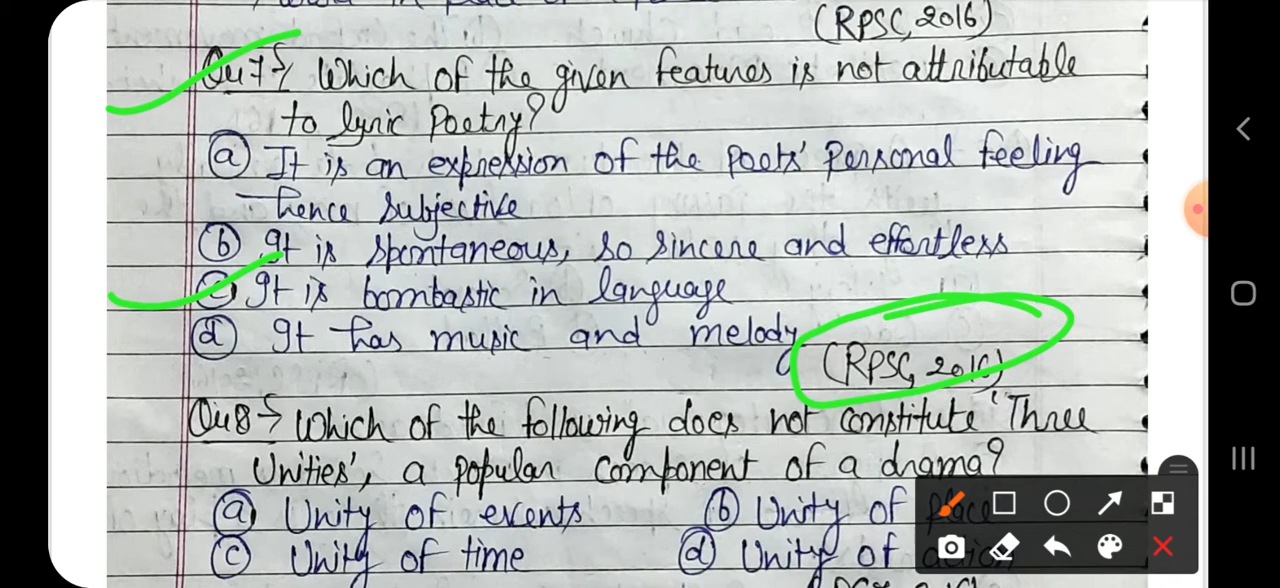 (RPSC, 2016)
Qu7⇒ Which of the given features is not attributable
to lyric Poetry?
(a) It is an expression of the Poets' Personal feeling
hence subjective
(b) It is spontaneous, so sincere and effortless
(c) It is bombastic in language
(d) It has music and melody
(RPSC, 2016)
Qu8⇒ Which of the following does not constitute 'Three
Unities', a popular component of a drama?
(a) Unity of events (b) Unity of place
(c) Unity of time (d) Unity of action